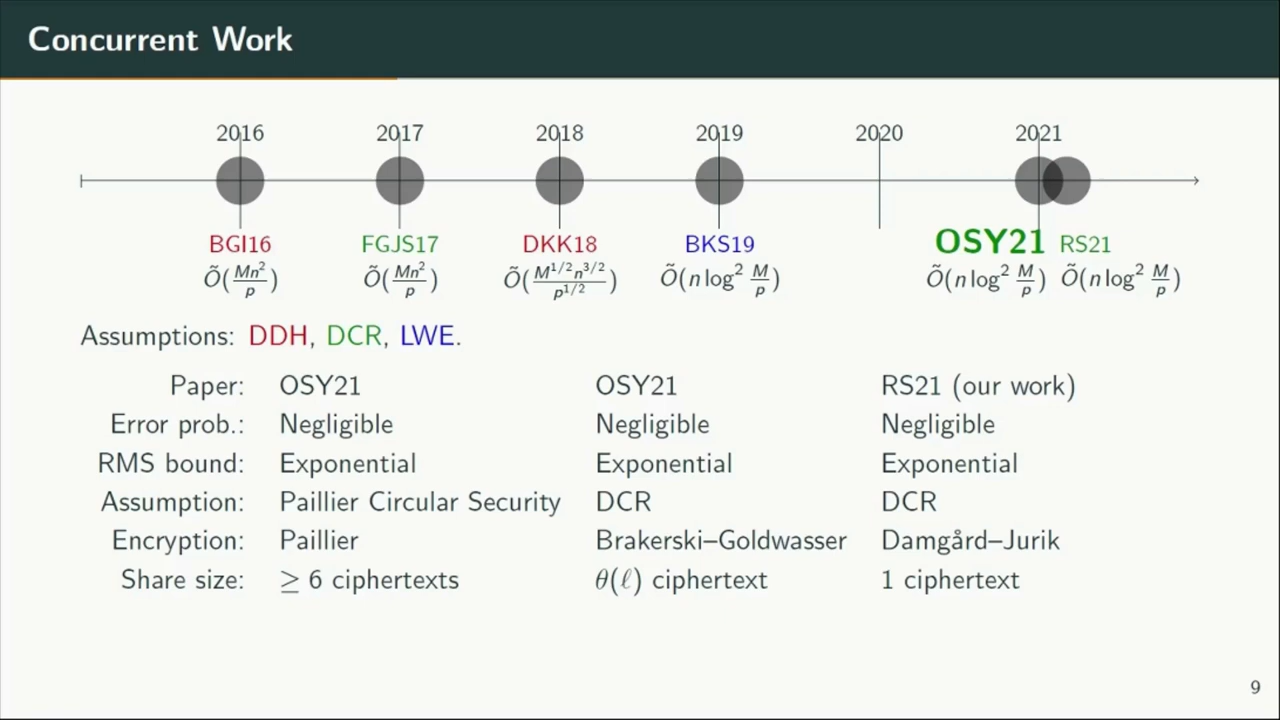 Concurrent Work
2016 2017 2018 2019 2020 2021
BGI16 FGJS17 DKK18 BKS19 OSY21 RS21
Õ(Mn²/p) Õ(Mn²/p) Õ(M^{1/2}n^{3/2}/p^{1/2}) Õ(n log² M/p) Õ(n log² M/p) Õ(n log² M/p)
Assumptions: DDH, DCR, LWE.
Paper: OSY21 OSY21 RS21 (our work)
Error prob.: Negligible Negligible Negligible
RMS bound: Exponential Exponential Exponential
Assumption: Paillier Circular Security DCR DCR
Encryption: Paillier Brakerski–Goldwasser Damgård–Jurik
Share size: ≥ 6 ciphertexts θ(ℓ) ciphertext 1 ciphertext
9